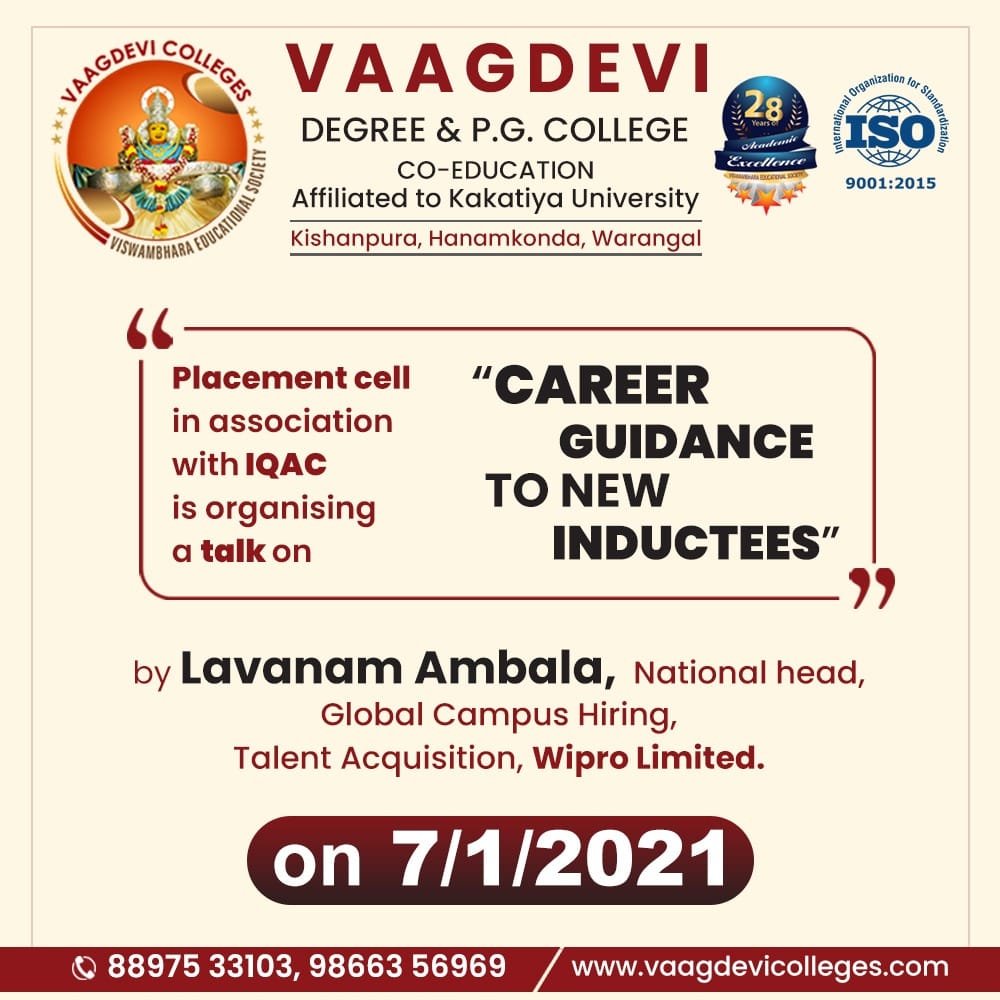 VAAGDEVI COLLEGES
VISWAMBHARA EDUCATIONAL SOCIETY
VAAGDEVI
DEGREE & P.G. COLLEGE
CO-EDUCATION
Affiliated to Kakatiya University
Kishanpura, Hanamkonda, Warangal
28
Years of
Academic
Excellence
VISWAMBHARA EDUCATIONAL SOCIETY
International Organization for Standardization
ISO
9001:2015
“
Placement cell
in association
with IQAC
is organising
a talk on
“CAREER
GUIDANCE
TO NEW
INDUCTEES”
”
by Lavanam Ambala, National head,
Global Campus Hiring,
Talent Acquisition, Wipro Limited.
on 7/1/2021
88975 33103, 98663 56969 / www.vaagdevicolleges.com